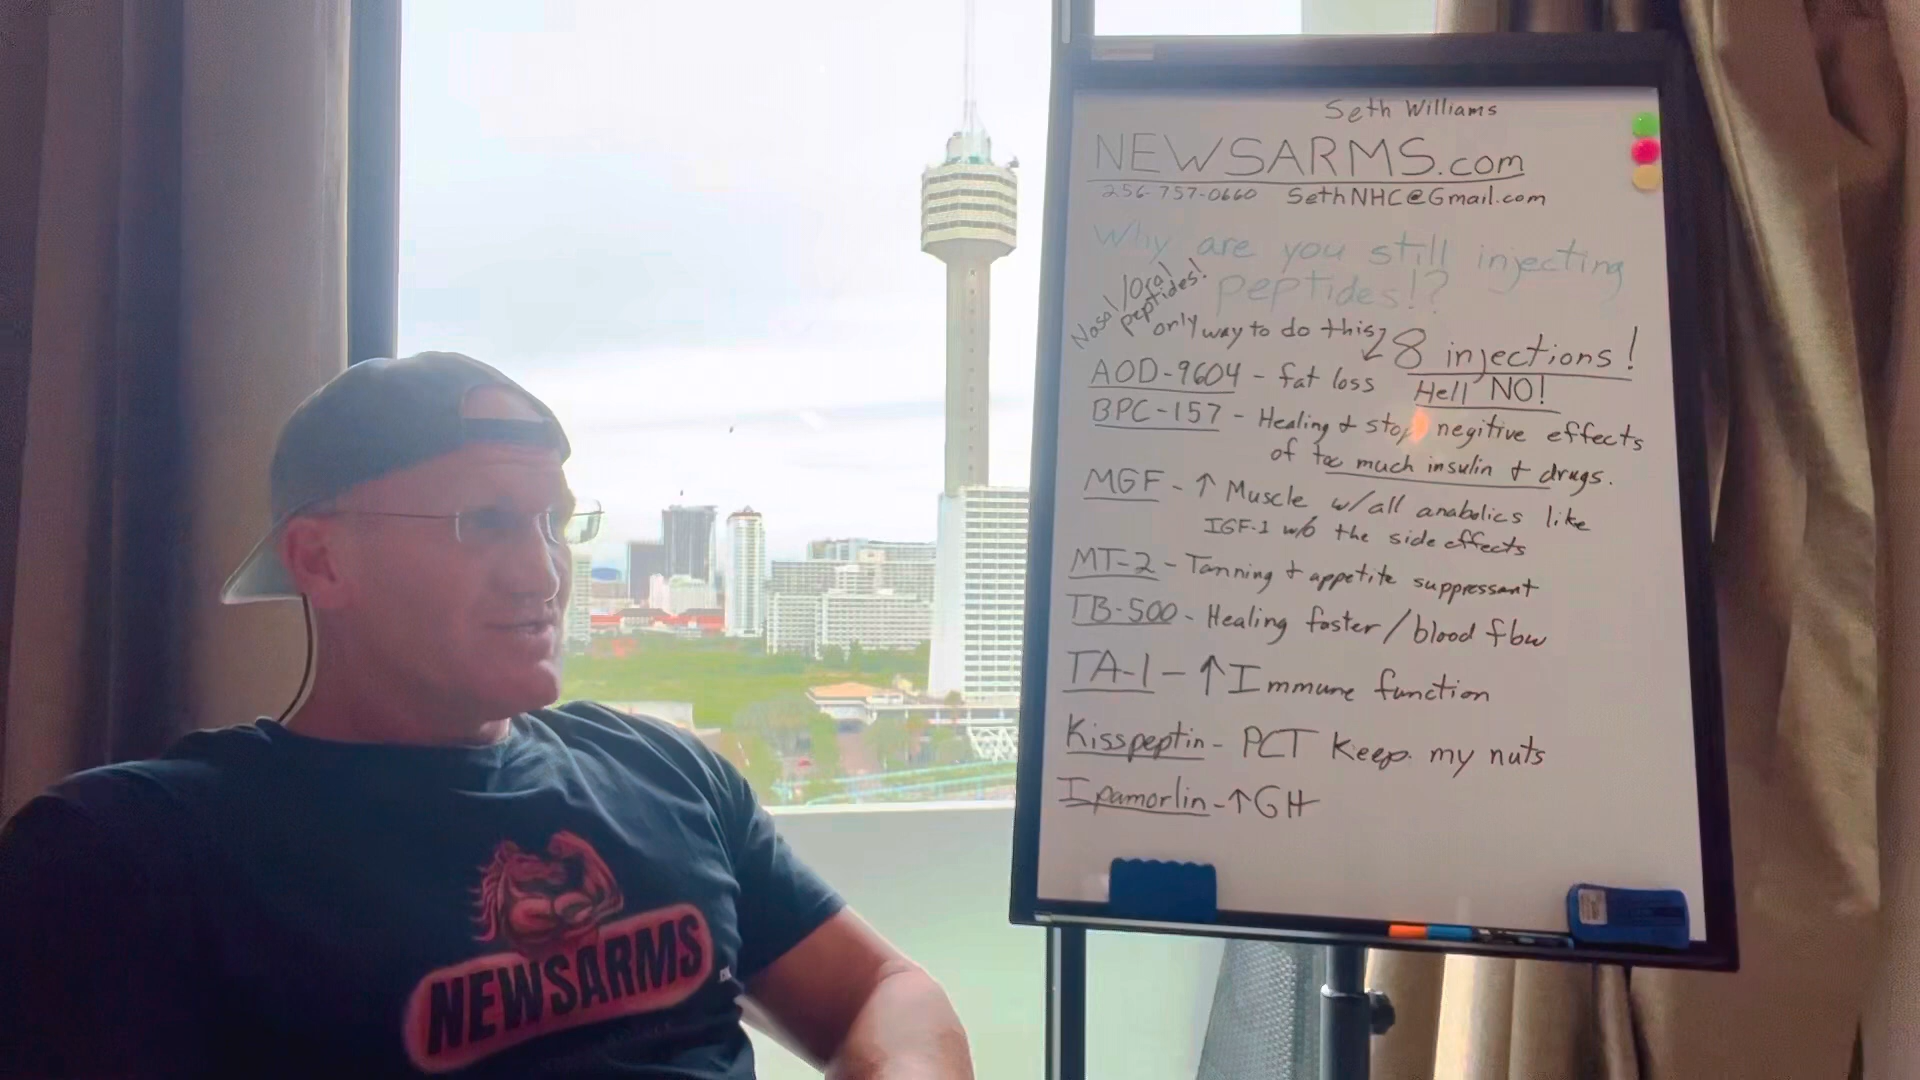 Seth Williams
NEWSARMS.com
256-757-0660 SethNHC@Gmail.com
Why are you still injecting
peptides!?
Nasal/Oral
peptides!
only way to do this
8 injections!
Hell NO!
AOD-9604 - fat loss
BPC-157 - Healing + stop negitive effects
of too much insulin + drugs.
MGF - ↑ Muscle w/all anabolics like
IGF-1 w/o the side effects
MT-2 - Tanning + appetite suppressant
TB-500 - Healing faster/blood flow
TA-1 - ↑ Immune function
Kisspeptin - PCT Keep my nuts
Ipamorlin - ↑GH
NEWSARMS